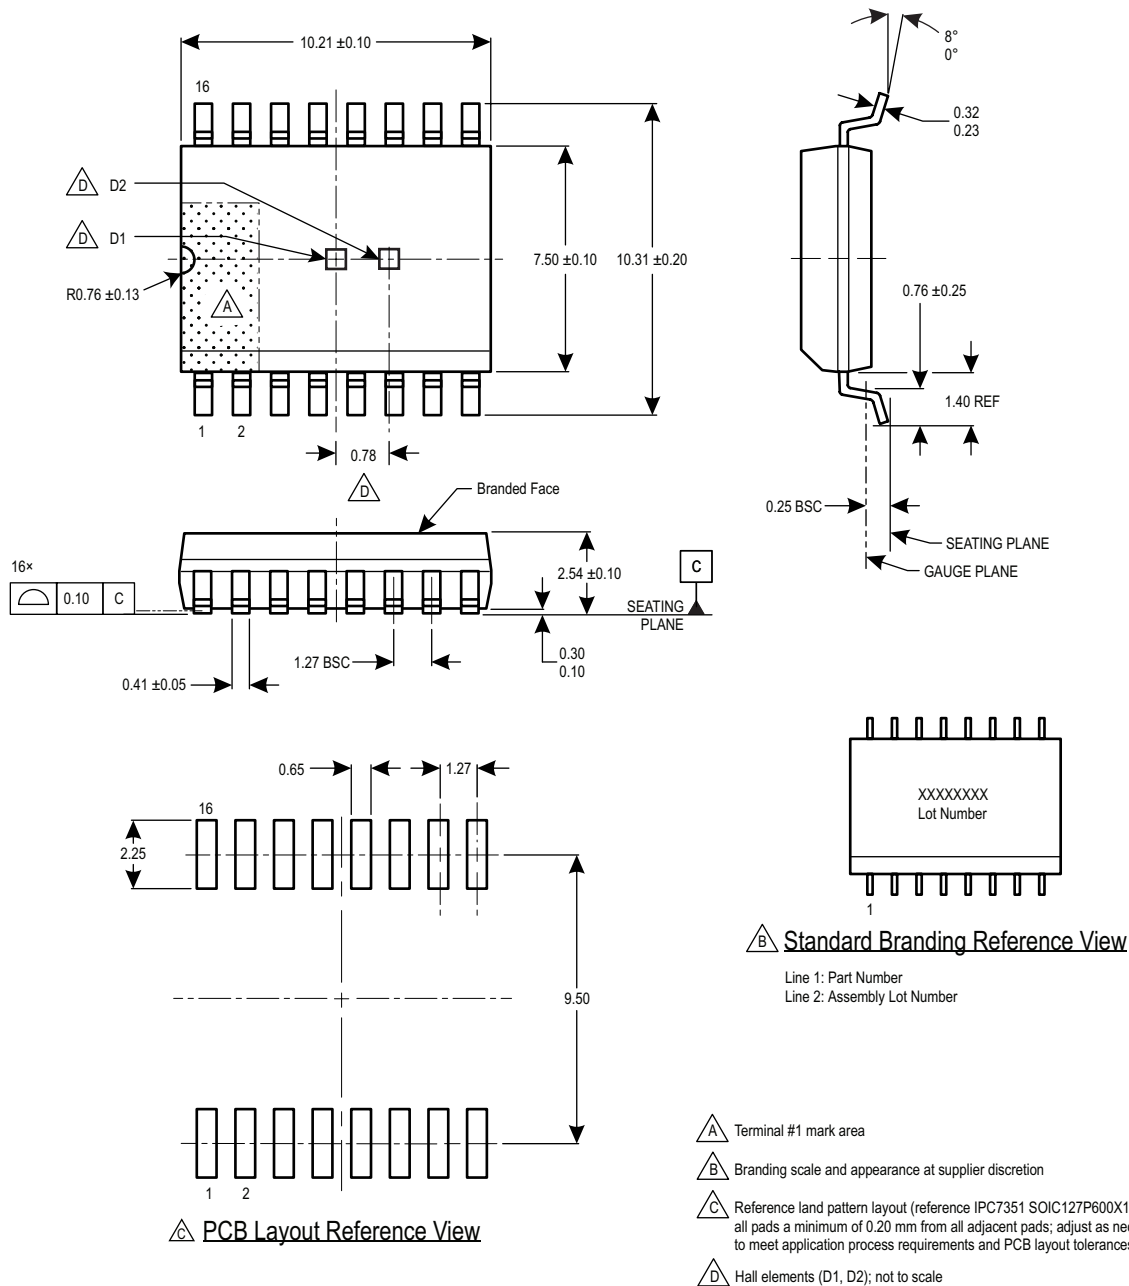 10.21 ±0.10
8°
0°
16
0.32
0.23
D D2
D D1
7.50 ±0.10
10.31 ±0.20
R0.76 ±0.13
A
0.76 ±0.25
1.40 REF
1 2
0.78
D
Branded Face
0.25 BSC
SEATING PLANE
GAUGE PLANE
16×
0.10 C
2.54 ±0.10
C
SEATING
PLANE
1.27 BSC
0.30
0.10
0.41 ±0.05
0.65
1.27
16
2.25
9.50
1 2
C PCB Layout Reference View
XXXXXXXX
Lot Number
1
B Standard Branding Reference View
Line 1: Part Number
Line 2: Assembly Lot Number
A Terminal #1 mark area
B Branding scale and appearance at supplier discretion
C Reference land pattern layout (reference IPC7351 SOIC127P600X1
all pads a minimum of 0.20 mm from all adjacent pads; adjust as
to meet application process requirements and PCB layout tolerances
D Hall elements (D1, D2); not to scale